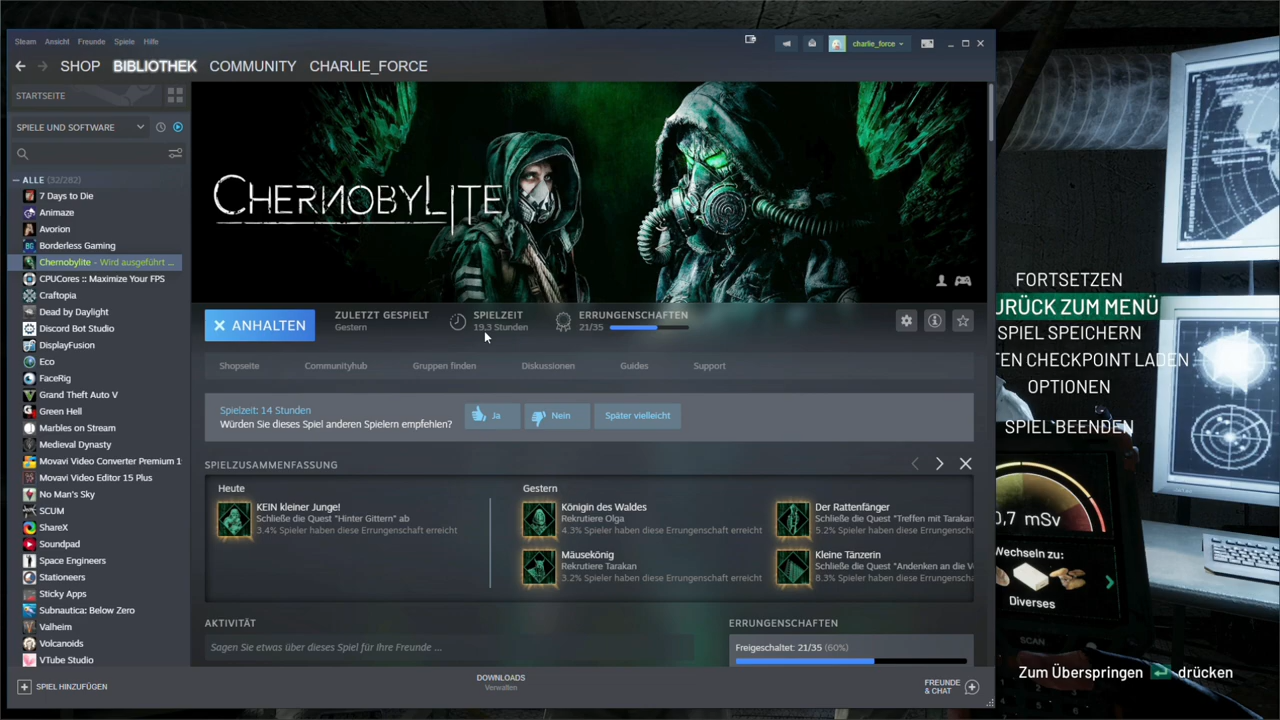 Steam Ansicht Freunde Spiele Hilfe
charlie_force
SHOP BIBLIOTHEK COMMUNITY CHARLIE_FORCE
STARTSEITE
SPIELE UND SOFTWARE
ALLE (32/282)
7 Days to Die
Animaze
Avorion
Borderless Gaming
Chernobylite - Wird ausgeführt ...
CPUCores :: Maximize Your FPS
Craftopia
Dead by Daylight
Discord Bot Studio
DisplayFusion
Eco
FaceRig
Grand Theft Auto V
Green Hell
Marbles on Stream
Medieval Dynasty
Movavi Video Converter Premium 1
Movavi Video Editor 15 Plus
No Man's Sky
SCUM
ShareX
Soundpad
Space Engineers
Stationeers
Sticky Apps
Subnautica: Below Zero
Valheim
Volcanoids
VTube Studio
SPIEL HINZUFÜGEN
CHERNOBYLITE
ANHALTEN
ZULETZT GESPIELT
Gestern
SPIELZEIT
19,3 Stunden
ERRUNGENSCHAFTEN
21/35
Shopseite Communityhub Gruppen finden Diskussionen Guides Support
Spielzeit: 14 Stunden
Würden Sie dieses Spiel anderen Spielern empfehlen?
Ja Nein Später vielleicht
SPIELZUSAMMENFASSUNG
Heute
KEIN kleiner Junge!
Schließe die Quest "Hinter Gittern" ab
3.4% Spieler haben diese Errungenschaft erreicht
Gestern
Königin des Waldes
Rekrutiere Olga
4.3% Spieler haben diese Errungenschaft erreicht
Mäusekönig
Rekrutiere Tarakan
3.2% Spieler haben diese Errungenschaft erreicht
Der Rattenfänger
Schließe die Quest "Treffen mit Tarakan
5.2% Spieler haben diese Errungenschaft
Kleine Tänzerin
Schließe die Quest "Andenken an die V
8.3% Spieler haben diese Errungenschaft
AKTIVITÄT
Sagen Sie etwas über dieses Spiel für Ihre Freunde ...
ERRUNGENSCHAFTEN
Freigeschaltet: 21/35 (60%)
DOWNLOADS
Verwalten
FREUNDE
& CHAT
FORTSETZEN
URÜCK ZUM MENÜ
SPIEL SPEICHERN
TEN CHECKPOINT LADEN
OPTIONEN
SPIEL BEENDEN
0,7 mSv
Wechseln zu:
Diverses
SCAN
Zum Überspringen drücken